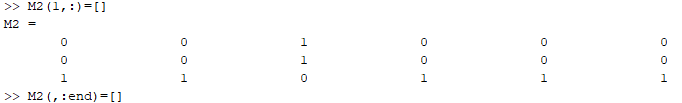 >> M2(1,:)=[]
M2 =
0 0 1 0 0 0
0 0 1 0 0 0
1 1 0 1 1 1
>> M2(,:end)=[]